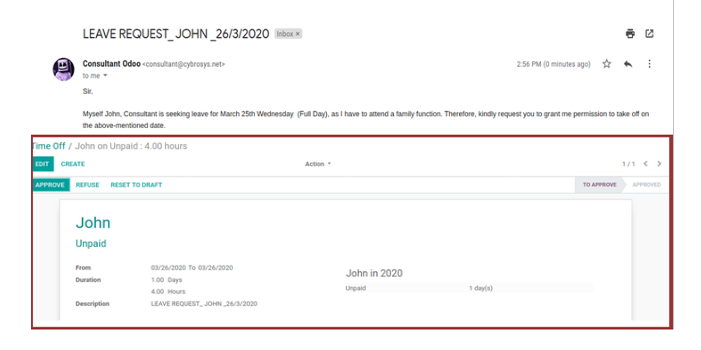 LEAVE REQUEST_ JOHN _26/3/2020 Inbox ×
Consultant Odoo <consultant@cybrosys.net> 2:56 PM (0 minutes ago)
to me
Sir,
Myself John, Consultant is seeking leave for March 25th Wednesday (Full Day), as I have to attend a family function. Therefore, kindly request you to grant me permission to take off on
the above-mentioned date.
Time Off / John on Unpaid : 4.00 hours
EDIT CREATE Action 1 / 1
APPROVE REFUSE RESET TO DRAFT TO APPROVE APPROVED
John
Unpaid
From 03/26/2020 To 03/26/2020
John in 2020
Duration 1.00 Days
Unpaid 1 day(s)
4.00 Hours
Description LEAVE REQUEST_ JOHN _26/3/2020